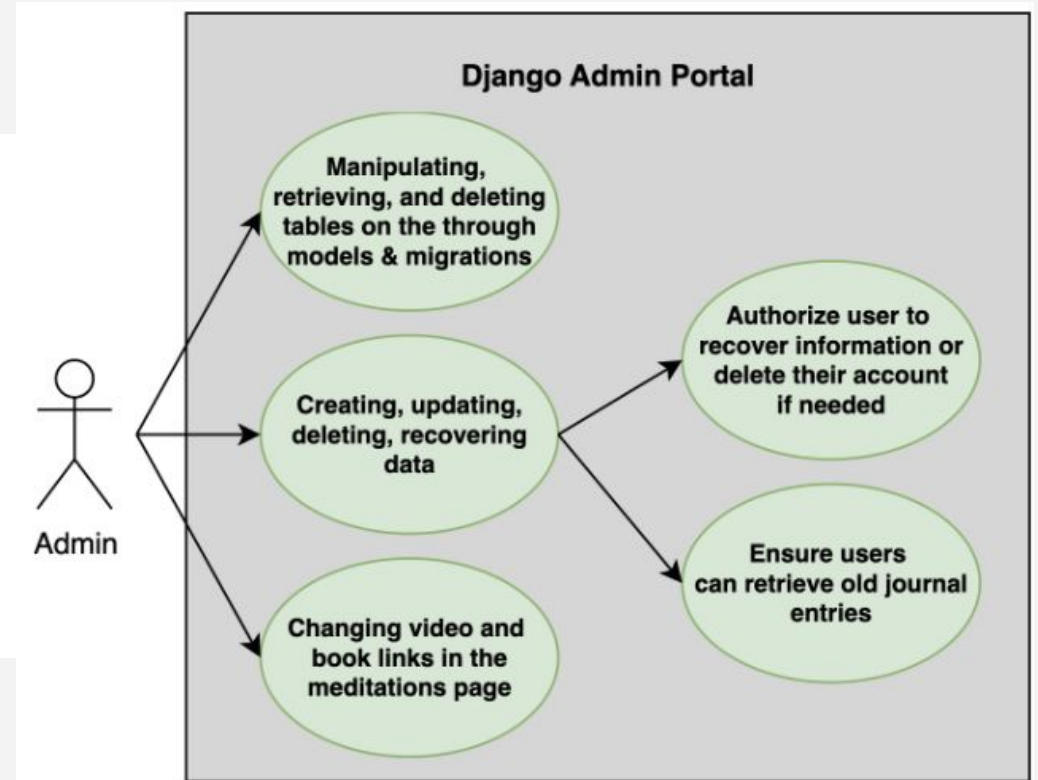 Django Admin Portal
Manipulating,
retrieving, and deleting
tables on the through
models & migrations
Creating, updating,
deleting, recovering
data
Changing video and
book links in the
meditations page
Authorize user to
recover information or
delete their account
if needed
Ensure users
can retrieve old journal
entries
Admin